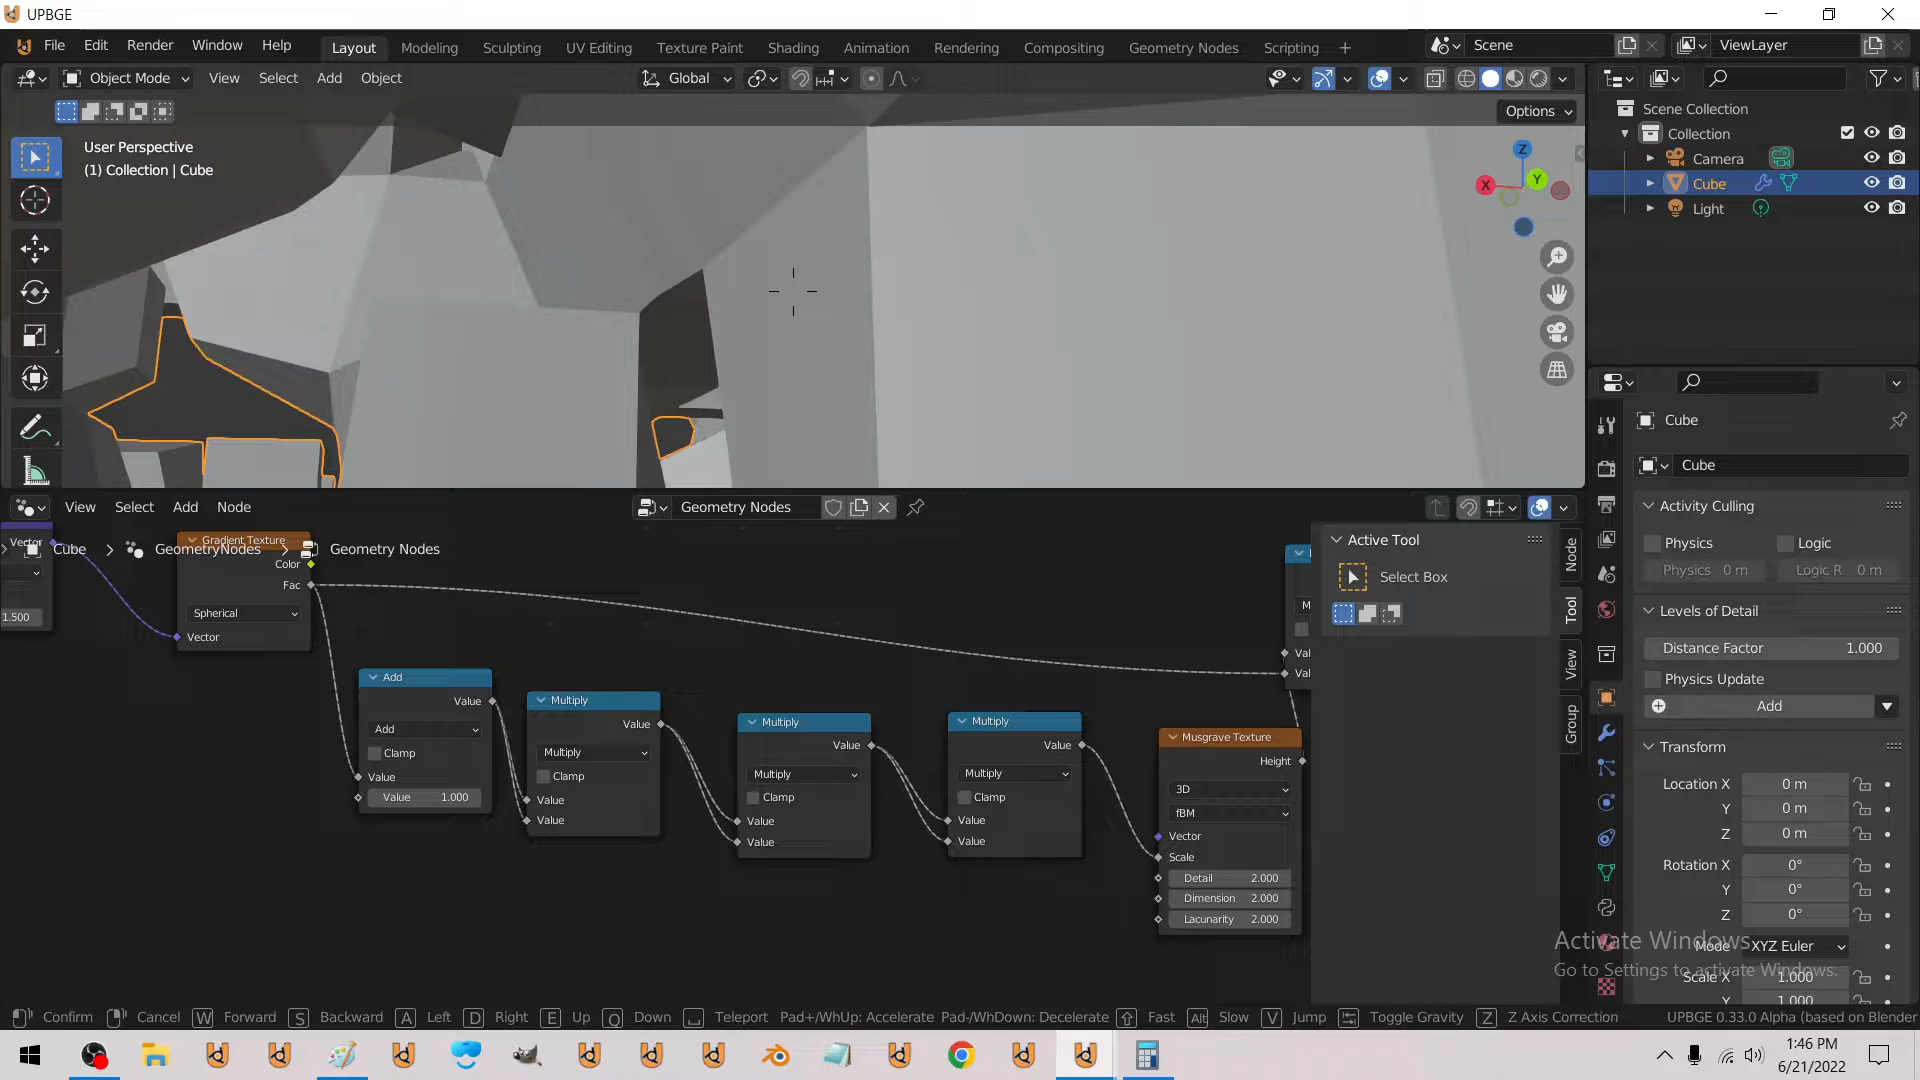 UPBGE
File Edit Render Window Help Layout Modeling Sculpting UV Editing Texture Paint Shading Animation Rendering Compositing Geometry Nodes Scripting + Scene ViewLayer
Object Mode View Select Add Object Global
Options
User Perspective
(1) Collection | Cube
Z
X
Y
Scene Collection
Collection
Camera
Cube
Light
Cube
Cube
Activity Culling
Physics Logic
Physics 0 m Logic R 0 m
Levels of Detail
Distance Factor 1.000
Physics Update
Add
Transform
Location X 0 m
Y 0 m
Z 0 m
Rotation X 0°
Y 0°
Z 0°
Mode XYZ Euler
Scale X 1.000
Y 1.000
View Select Add Node Geometry Nodes
Cube > GeometryNodes > Geometry Nodes
Vector
1.500
Gradient Texture
Color
Fac
Spherical
Vector
Add
Value
Add
Clamp
Value
Value 1.000
Multiply
Value
Multiply
Clamp
Value
Value
Multiply
Value
Multiply
Clamp
Value
Value
Multiply
Value
Multiply
Clamp
Value
Value
Musgrave Texture
Height
3D
fBM
Vector
Scale
Detail 2.000
Dimension 2.000
Lacunarity 2.000
M
Val
Val
Active Tool
Select Box
Node
Tool
View
Group
Activate Windows
Go to Settings to activate Windows.
Confirm Cancel W Forward S Backward A Left D Right E Up Q Down Teleport Pad+/WhUp: Accelerate Pad-/WhDown: Decelerate Fast Alt Slow V Jump Toggle Gravity Z Z Axis Correction UPBGE 0.33.0 Alpha (based on Blender
1:46 PM
6/21/2022